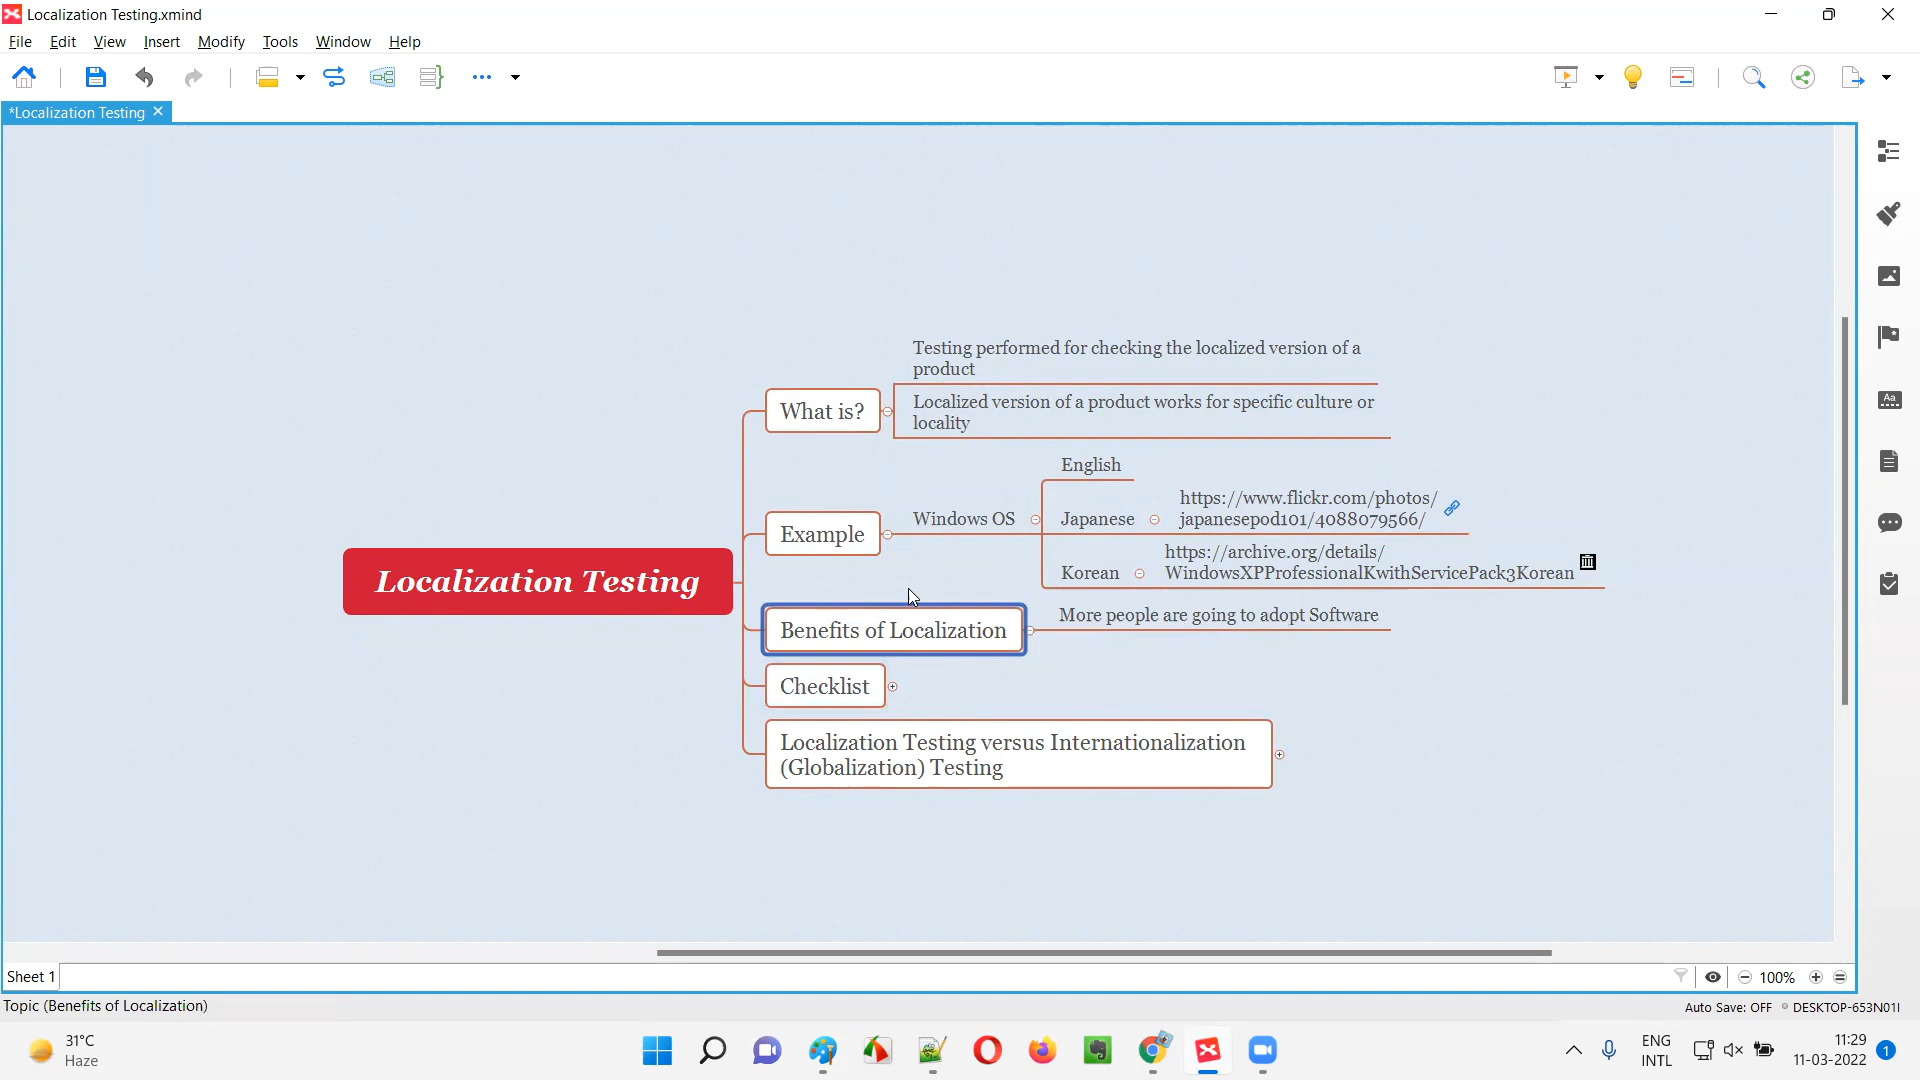 Localization Testing.xmind
File Edit View Insert Modify Tools Window Help
*Localization Testing
Testing performed for checking the localized version of a
product
What is?
Localized version of a product works for specific culture or
locality
English
https://www.flickr.com/photos/
Windows OS
Japanese
japanesepod101/4088079566/
Example
https://archive.org/details/
Korean
WindowsXPProfessionalKwithServicePack3Korean
Localization Testing
More people are going to adopt Software
Benefits of Localization
Checklist
Localization Testing versus Internationalization
(Globalization) Testing
Sheet 1
100%
Topic (Benefits of Localization)
Auto Save: OFF
DESKTOP-653N01I
31°C
Haze
ENG
INTL
11:29
11-03-2022
1
Aa